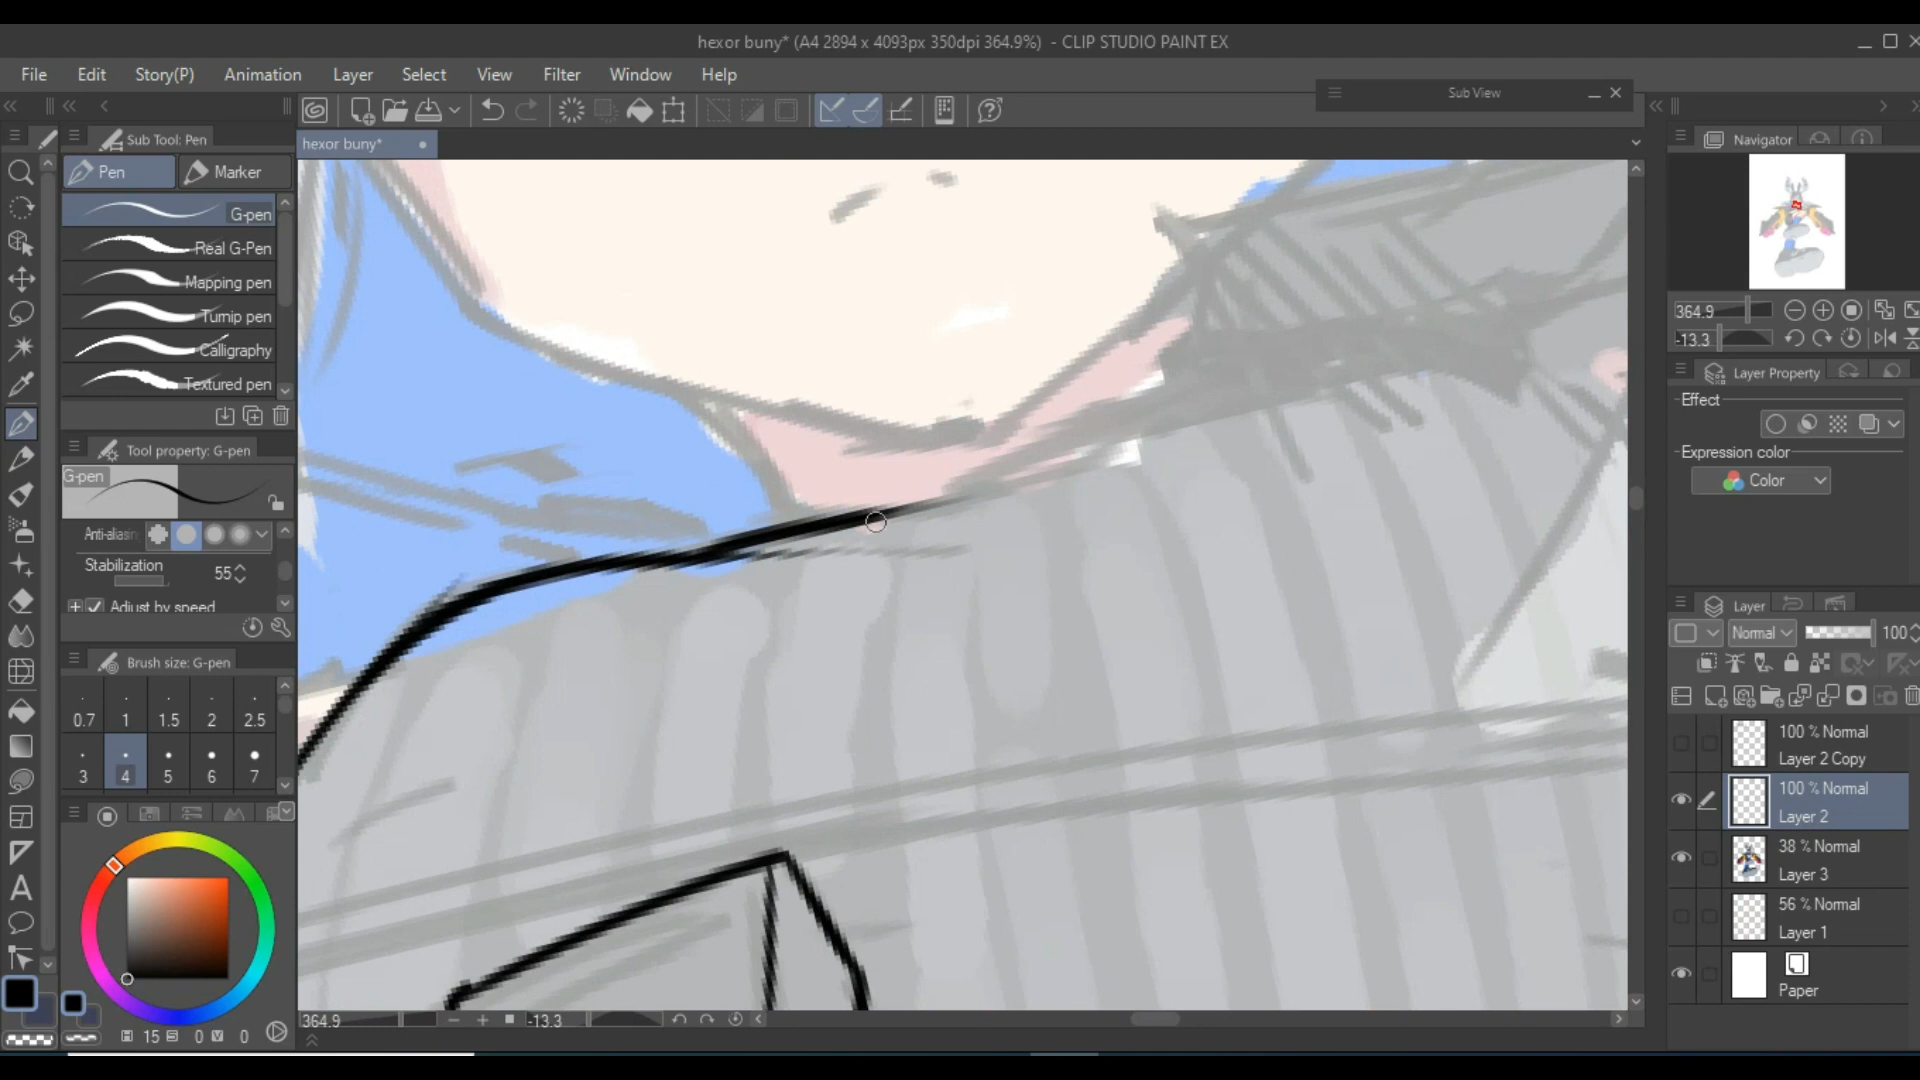 hexor buny* (A4 2894 x 4093px 350dpi 364.9%) - CLIP STUDIO PAINT EX
File Edit Story(P) Animation Layer Select View Filter Window Help
Sub View
Sub Tool: Pen
hexor buny*
Navigator
Pen Marker
G-pen
Real G-Pen
Mapping pen
Turnip pen
Calligraphy
Textured pen
364.9
-13.3
Layer Property
Effect
Expression color
Color
Tool property: G-pen
G-pen
Anti-aliasin
Stabilization 55
Adjust by speed
Layer
Normal 100
Brush size: G-pen
0.7 1 1.5 2 2.5
3 4 5 6 7
100 % Normal
Layer 2 Copy
100 % Normal
Layer 2
38 % Normal
Layer 3
56 % Normal
Layer 1
Paper
364.9 -13.3
15 0 0